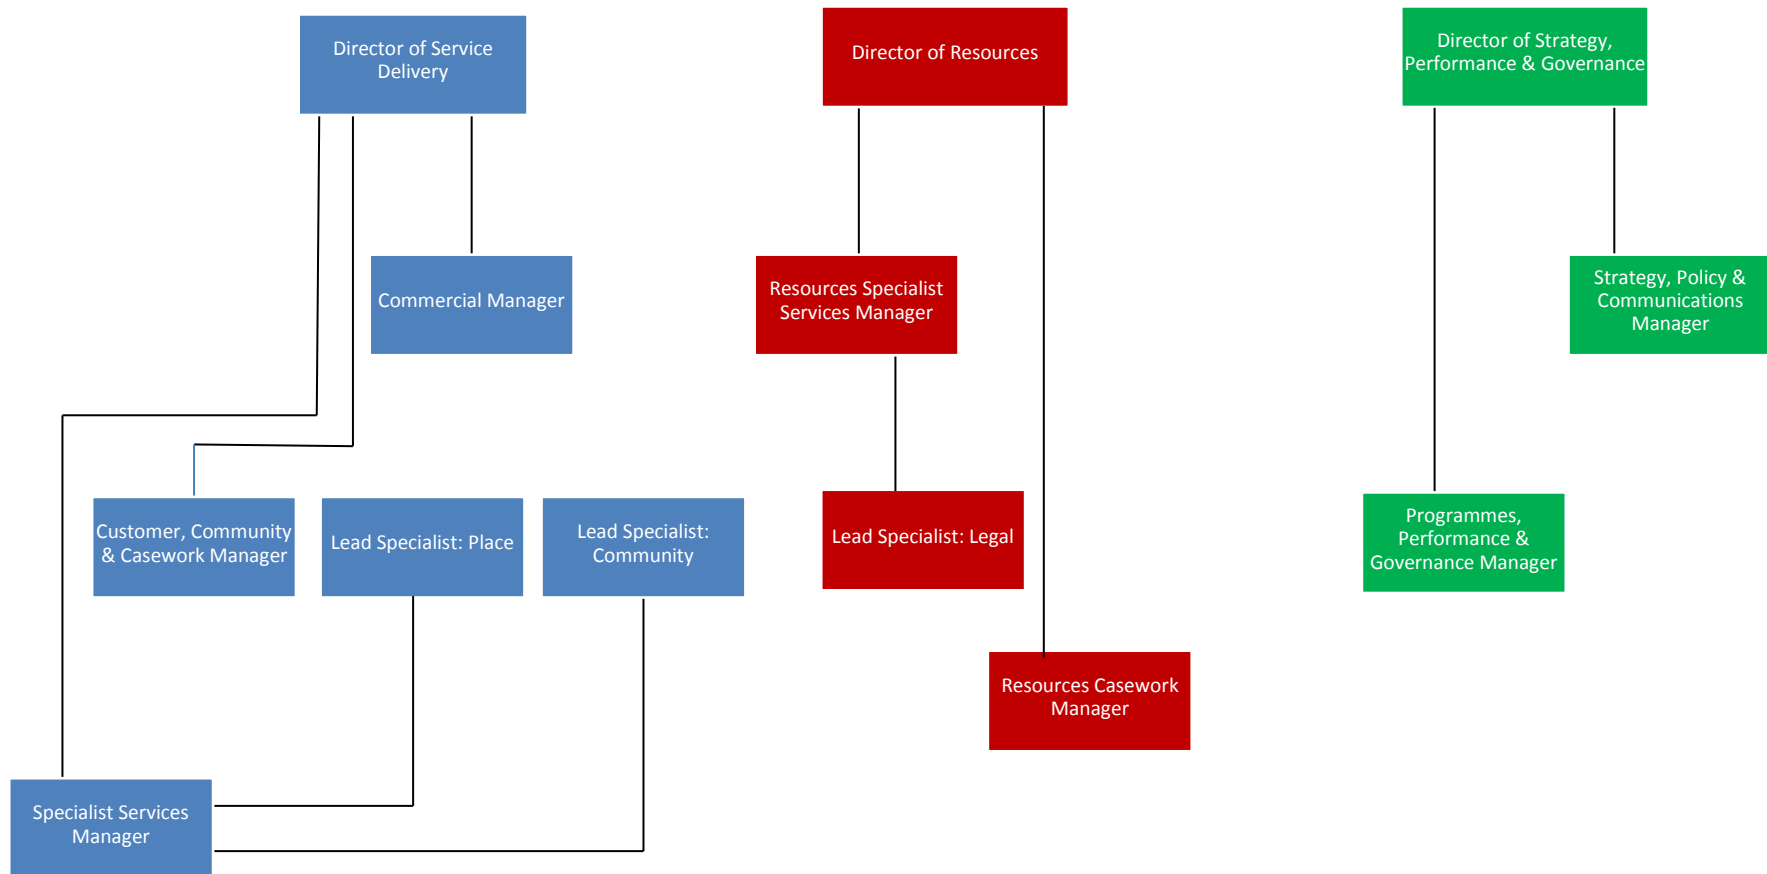 Director of Service
Delivery
Director of Resources
Director of Strategy,
Performance & Governance
Commercial Manager
Resources Specialist
Services Manager
Strategy, Policy &
Communications
Manager
Customer, Community
& Casework Manager
Lead Specialist: Place
Lead Specialist:
Community
Lead Specialist: Legal
Programmes,
Performance &
Governance Manager
Resources Casework
Manager
Specialist Services
Manager